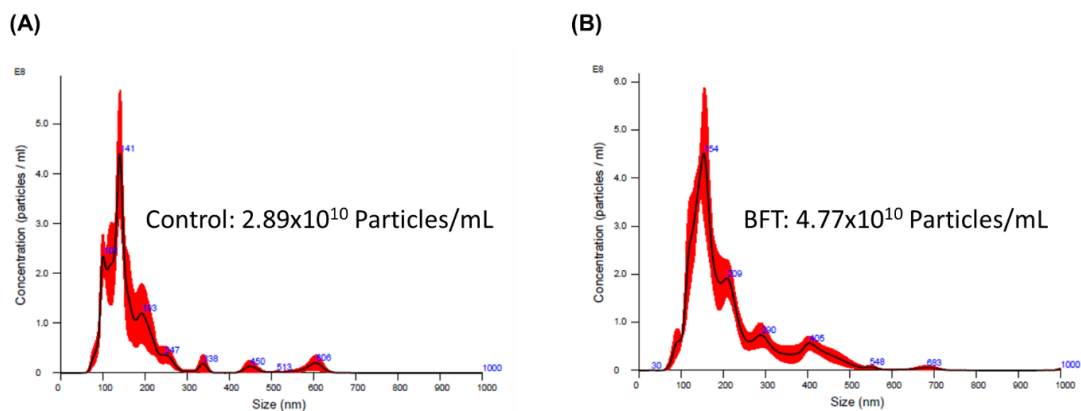 (A)
E8
5.0
4.0
3.0
2.0
1.0
0
Concentration (particles / ml)
141
193
247
338
450
513
606
1000
Control: 2.89x10¹⁰ Particles/mL
0 100 200 300 400 500 600 700 800 900 1000
Size (nm)
(B)
E8
6.0
5.0
4.0
3.0
2.0
1.0
0
Concentration (particles / ml)
30
154
209
290
405
548
683
1000
BFT: 4.77x10¹⁰ Particles/mL
0 100 200 300 400 500 600 700 800 900 1000
Size (nm)